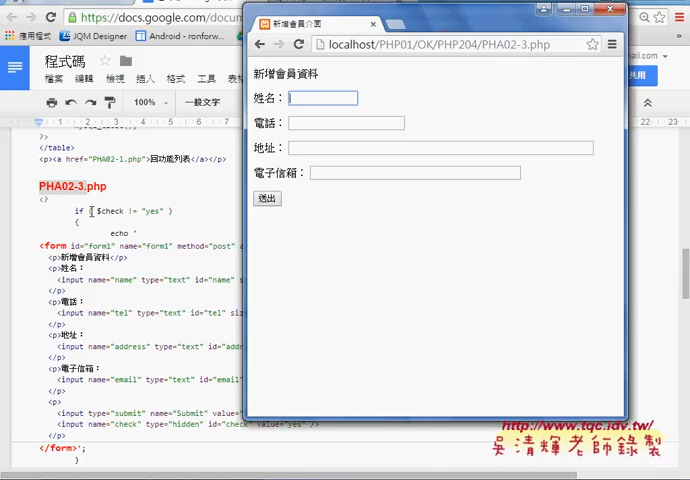 https://docs.google.com/docum
應用程式 JQM Designer Android - ronforw
程式碼
檔案 編輯 檢視 插入 格式 工具
mail.com
共用
100% 一般文字
?>
</table>
<p><a href="PHA02-1.php">回功能列表</a></p>
PHA02-3.php
<?
if ( $check != "yes" )
{
echo '
<form id="form1" name="form1" method="post" a
<p>新增會員資料</p>
<p>姓名：
<input name="name" type="text" id="name" s
</p>
<p>電話：
<input name="tel" type="text" id="tel" siz
</p>
<p>地址：
<input name="address" type="text" id="addr
</p>
<p>電子信箱：
<input name="email" type="text" id="email"
</p>
<p>
<input type="submit" name="Submit" value="
<input name="check" type="hidden" id="check" value="yes" />
</p>
</form>';
}
新增會員介面
localhost/PHP01/OK/PHP204/PHA02-3.php
新增會員資料
姓名：
電話：
地址：
電子信箱：
送出
http://www.tqc.idv.tw/
吳清輝老師錄製